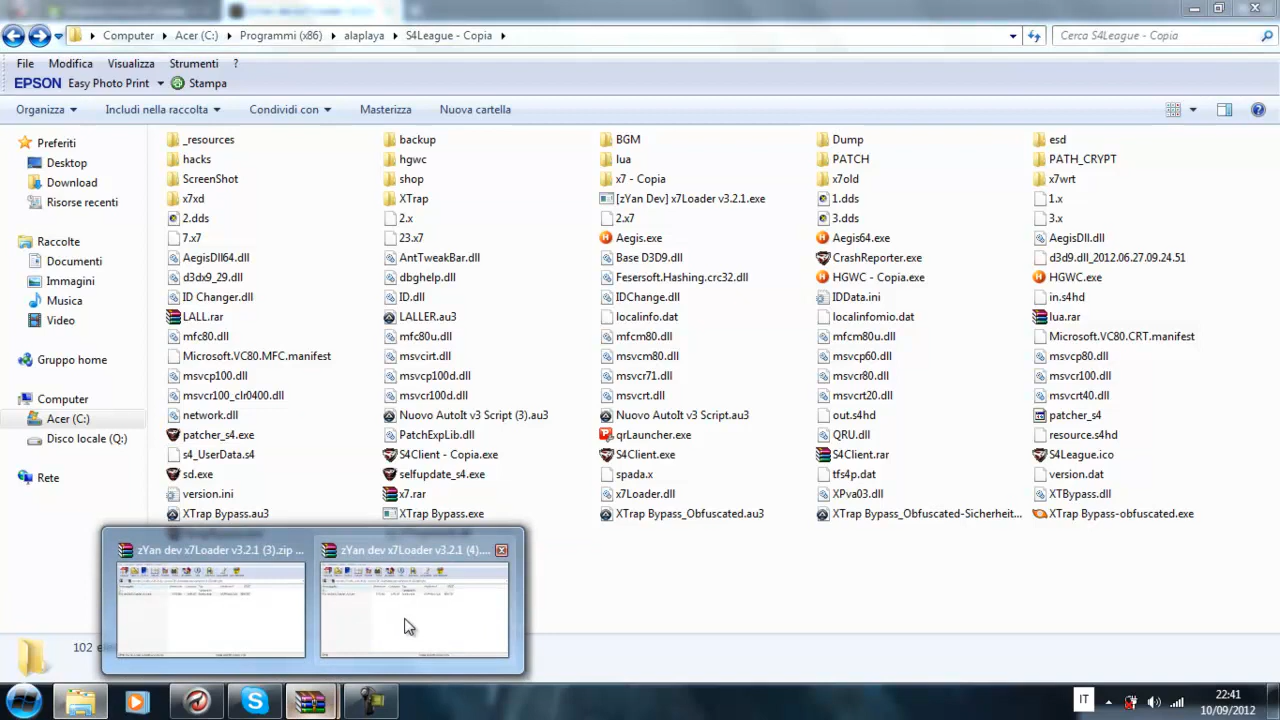 Computer Acer (C:) Programmi (x86) alaplaya S4League - Copia Cerca S4League - Copia
File Modifica Visualizza Strumenti ?
EPSON Easy Photo Print Stampa
Organizza Includi nella raccolta Condividi con Masterizza Nuova cartella
Preferiti
Desktop
Download
Risorse recenti
Raccolte
Documenti
Immagini
Musica
Video
Gruppo home
Computer
Acer (C:)
Disco locale (Q:)
Rete
_resources backup BGM Dump esd
hacks hgwc lua PATCH PATH_CRYPT
ScreenShot shop x7 - Copia x7old x7wrt
x7xd XTrap [zYan Dev] x7Loader v3.2.1.exe 1.dds 1.x
2.dds 2.x 2.x7 3.dds 3.x
7.x7 23.x7 Aegis.exe Aegis64.exe AegisDll.dll
AegisDll64.dll AntTweakBar.dll Base D3D9.dll CrashReporter.exe d3d9.dll_2012.06.27.09.24.51
d3dx9_29.dll dbghelp.dll Fesersoft.Hashing.crc32.dll HGWC - Copia.exe HGWC.exe
ID Changer.dll ID.dll IDChange.dll IDData.ini in.s4hd
LALL.rar LALLER.au3 localinfo.dat localinfomio.dat lua.rar
mfc80.dll mfc80u.dll mfcm80.dll mfcm80u.dll Microsoft.VC80.CRT.manifest
Microsoft.VC80.MFC.manifest msvcirt.dll msvcm80.dll msvcp60.dll msvcp80.dll
msvcp100.dll msvcp100d.dll msvcr71.dll msvcr80.dll msvcr100.dll
msvcr100_clr0400.dll msvcr100d.dll msvcrt.dll msvcrt20.dll msvcrt40.dll
network.dll Nuovo AutoIt v3 Script (3).au3 Nuovo AutoIt v3 Script.au3 out.s4hd patcher_s4
patcher_s4.exe PatchExpLib.dll qrLauncher.exe QRU.dll resource.s4hd
s4_UserData.s4 S4Client - Copia.exe S4Client.exe S4Client.rar S4League.ico
sd.exe selfupdate_s4.exe spada.x tfs4p.dat version.dat
version.ini x7.rar x7Loader.dll XPva03.dll XTBypass.dll
XTrap Bypass.au3 XTrap Bypass.exe XTrap Bypass_Obfuscated.au3 XTrap Bypass_Obfuscated-Sicherheit... XTrap Bypass-obfuscated.exe
zYan dev x7Loader v3.2.1 (3).zip ... zYan dev x7Loader v3.2.1 (4)....
IT
22:41
10/09/2012